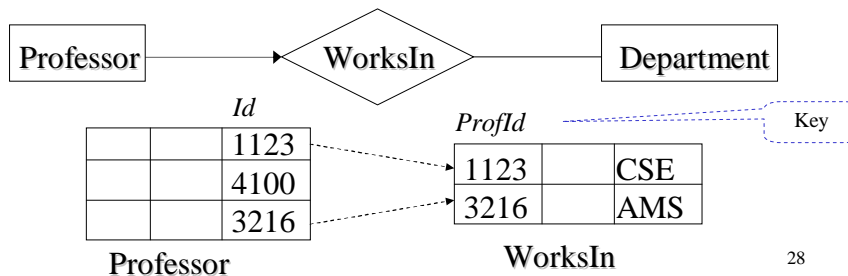 Professor WorksIn Department
Id
ProfId
Key
1123
4100
3216
1123 CSE
3216 AMS
Professor
WorksIn
28